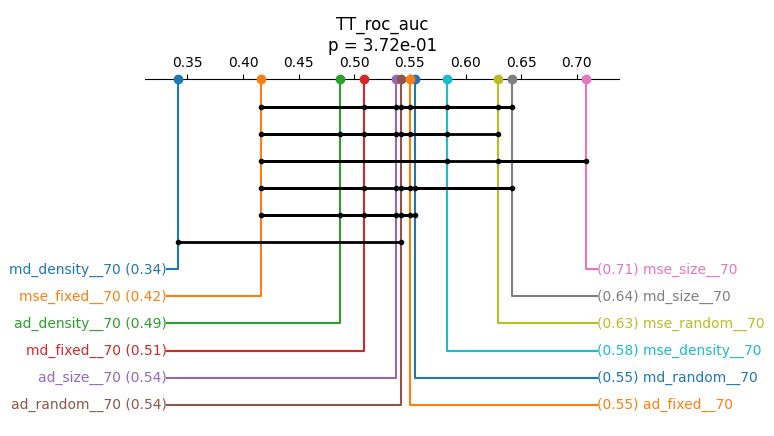 TT_roc_auc
p = 3.72e-01
0.35 0.40 0.45 0.50 0.55 0.60 0.65 0.70
md_density__70 (0.34) (0.71) mse_size__70
mse_fixed__70 (0.42) (0.64) md_size__70
ad_density__70 (0.49) (0.63) mse_random__70
md_fixed__70 (0.51) (0.58) mse_density__70
ad_size__70 (0.54) (0.55) md_random__70
ad_random__70 (0.54) (0.55) ad_fixed__70